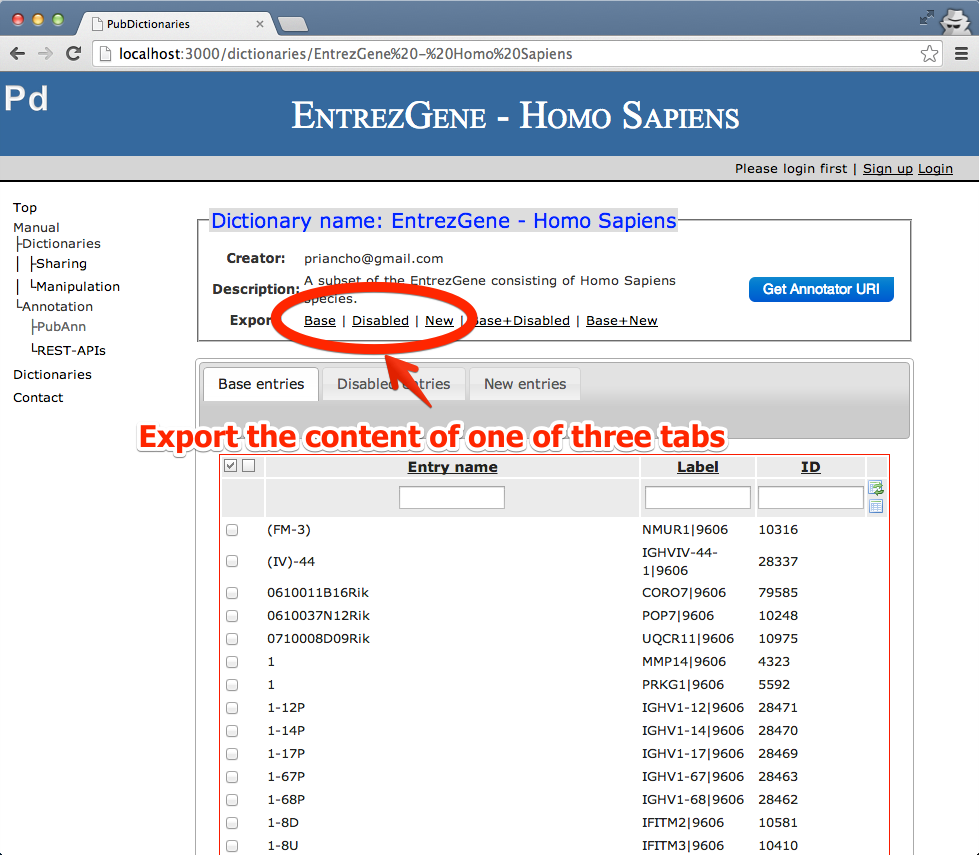 PubDictionaries
localhost:3000/dictionaries/EntrezGene%20-%20Homo%20Sapiens
Pd
EntrezGene - Homo Sapiens
Please login first | Sign up Login
Top
Manual
├Dictionaries
| ├Sharing
| └Manipulation
└Annotation
├PubAnn
└REST-APIs
Dictionaries
Contact
Dictionary name: EntrezGene - Homo Sapiens
Creator: priancho@gmail.com
Description: A subset of the EntrezGene consisting of Homo Sapiens
species.
Get Annotator URI
Export Base | Disabled | New | Base+Disabled | Base+New
Base entries Disabled entries New entries
Export the content of one of three tabs
Entry name Label ID
(FM-3) NMUR1|9606 10316
(IV)-44 IGHVIV-44-
1|9606 28337
0610011B16Rik CORO7|9606 79585
0610037N12Rik POP7|9606 10248
0710008D09Rik UQCR11|9606 10975
1 MMP14|9606 4323
1 PRKG1|9606 5592
1-12P IGHV1-12|9606 28471
1-14P IGHV1-14|9606 28470
1-17P IGHV1-17|9606 28469
1-67P IGHV1-67|9606 28463
1-68P IGHV1-68|9606 28462
1-8D IFITM2|9606 10581
1-8U IFITM3|9606 10410